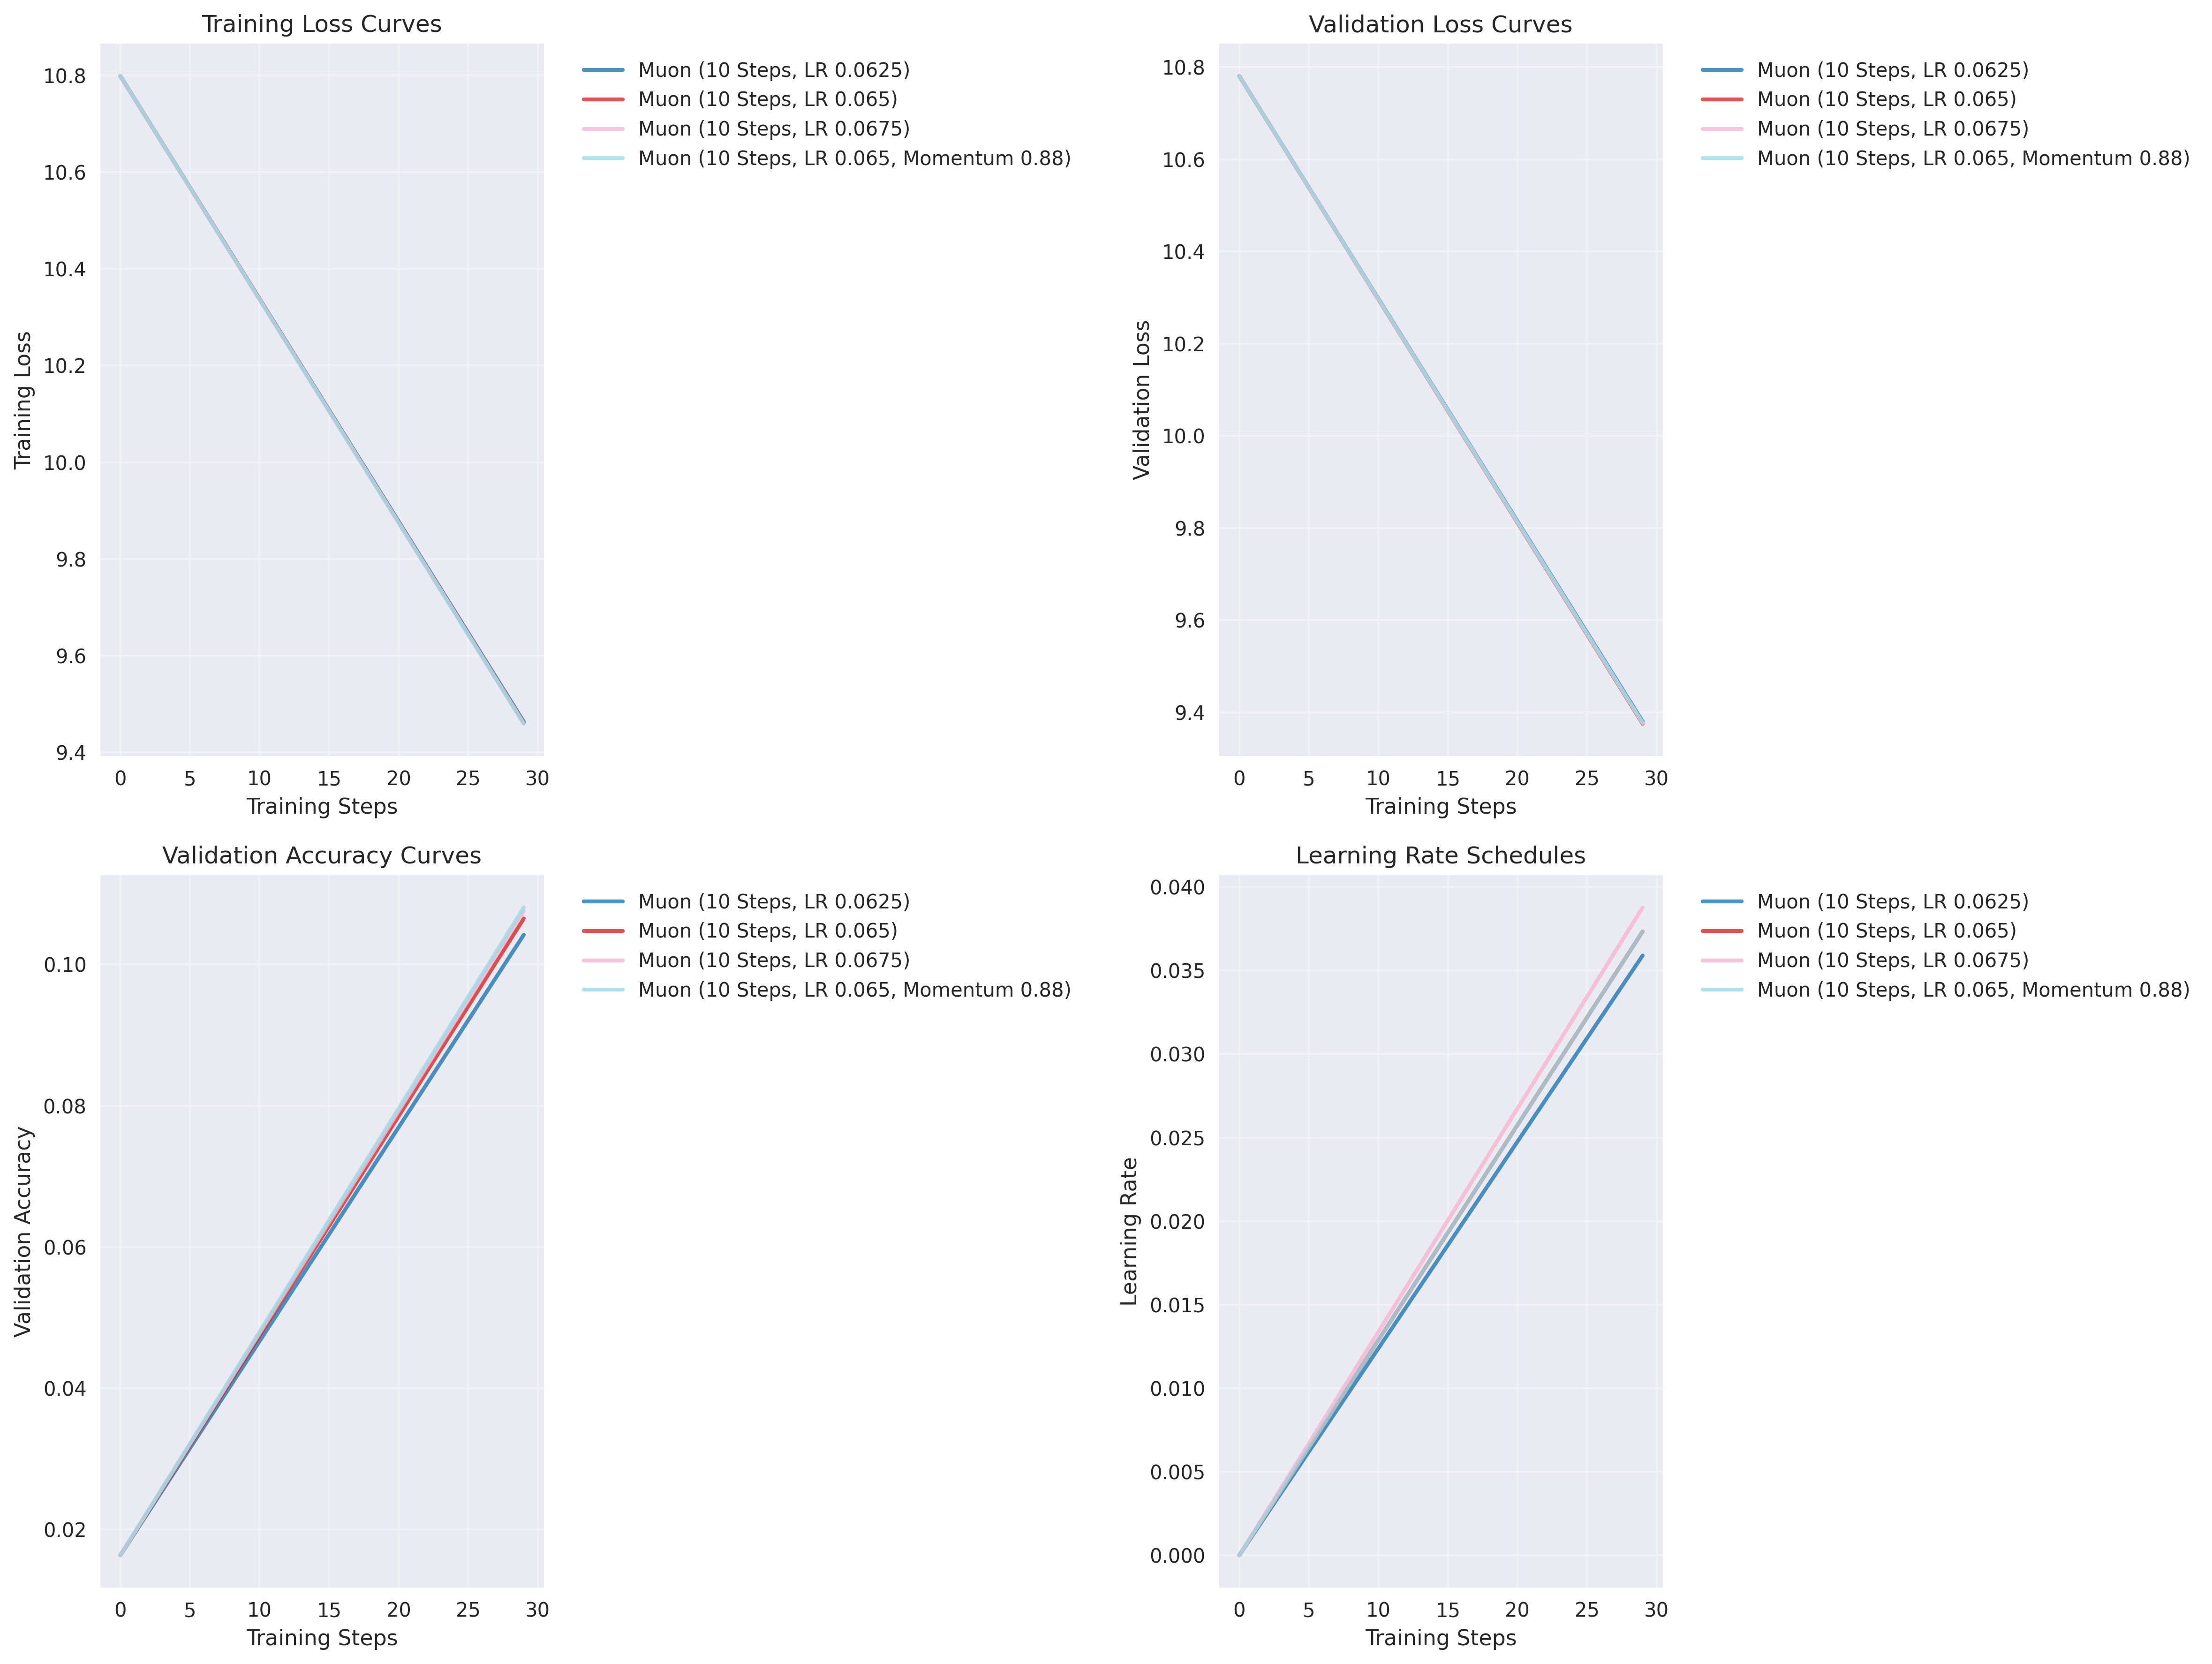 Training Loss Curves
Training Loss
10.8
10.6
10.4
10.2
10.0
9.8
9.6
9.4
0 5 10 15 20 25 30
Training Steps
Muon (10 Steps, LR 0.0625)
Muon (10 Steps, LR 0.065)
Muon (10 Steps, LR 0.0675)
Muon (10 Steps, LR 0.065, Momentum 0.88)
Validation Loss Curves
Validation Loss
10.8
10.6
10.4
10.2
10.0
9.8
9.6
9.4
0 5 10 15 20 25 30
Training Steps
Muon (10 Steps, LR 0.0625)
Muon (10 Steps, LR 0.065)
Muon (10 Steps, LR 0.0675)
Muon (10 Steps, LR 0.065, Momentum 0.88)
Validation Accuracy Curves
Validation Accuracy
0.10
0.08
0.06
0.04
0.02
0 5 10 15 20 25 30
Training Steps
Muon (10 Steps, LR 0.0625)
Muon (10 Steps, LR 0.065)
Muon (10 Steps, LR 0.0675)
Muon (10 Steps, LR 0.065, Momentum 0.88)
Learning Rate Schedules
Learning Rate
0.040
0.035
0.030
0.025
0.020
0.015
0.010
0.005
0.000
0 5 10 15 20 25 30
Training Steps
Muon (10 Steps, LR 0.0625)
Muon (10 Steps, LR 0.065)
Muon (10 Steps, LR 0.0675)
Muon (10 Steps, LR 0.065, Momentum 0.88)